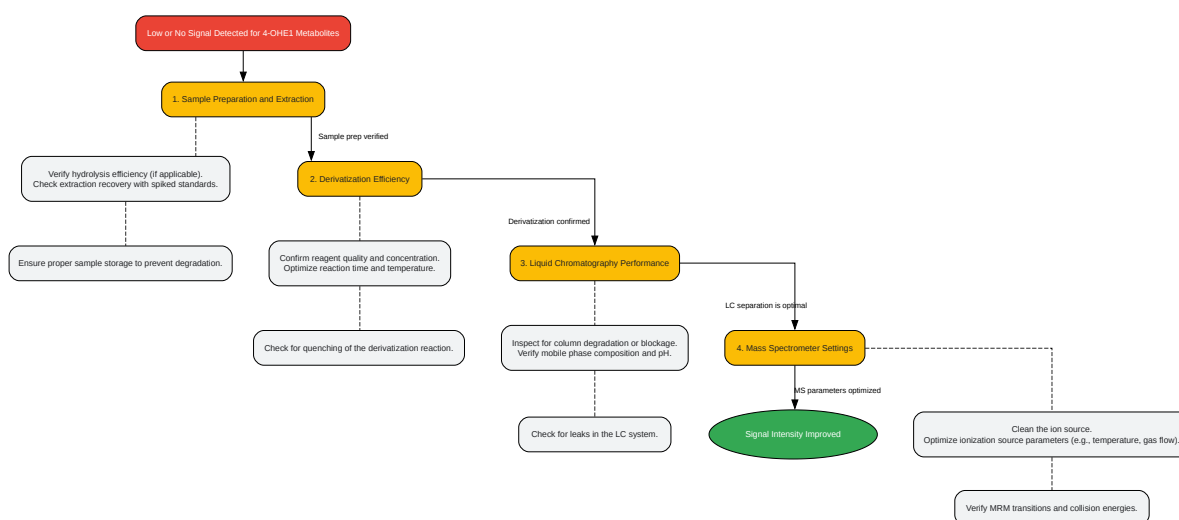 Low or No Signal Detected for 4-OHE1 Metabolites
1. Sample Preparation and Extraction
Sample prep verified
Verify hydrolysis efficiency (if applicable).
Check extraction recovery with spiked standards.
2. Derivatization Efficiency
Derivatization confirmed
Ensure proper sample storage to prevent degradation.
Confirm reagent quality and concentration.
Optimize reaction time and temperature.
3. Liquid Chromatography Performance
LC separation is optimal
Check for quenching of the derivatization reaction.
Inspect for column degradation or blockage.
Verify mobile phase composition and pH.
4. Mass Spectrometer Settings
MS parameters optimized
Check for leaks in the LC system.
Signal Intensity Improved
Clean the ion source.
Optimize ionization source parameters (e.g., temperature, gas flow).
Verify MRM transitions and collision energies.